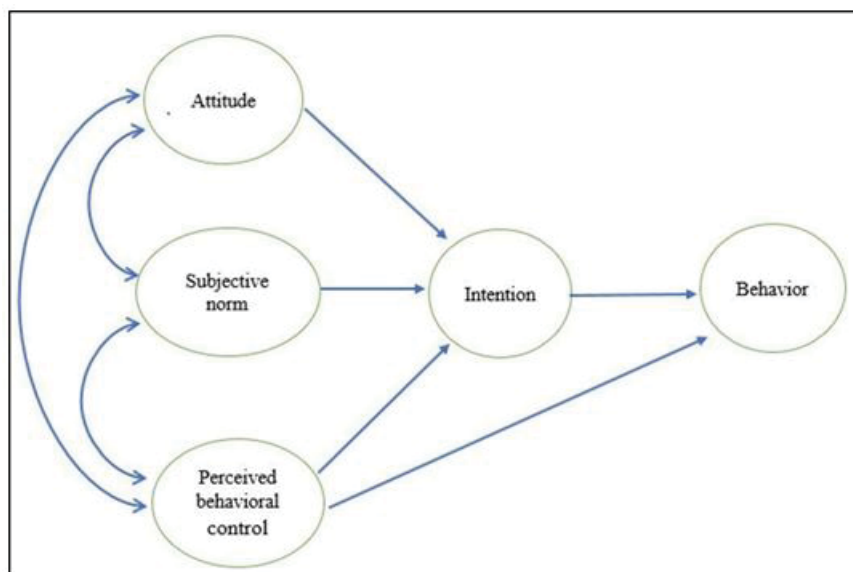 Attitude
Subjective
norm
Intention
Behavior
Perceived
behavioral
control